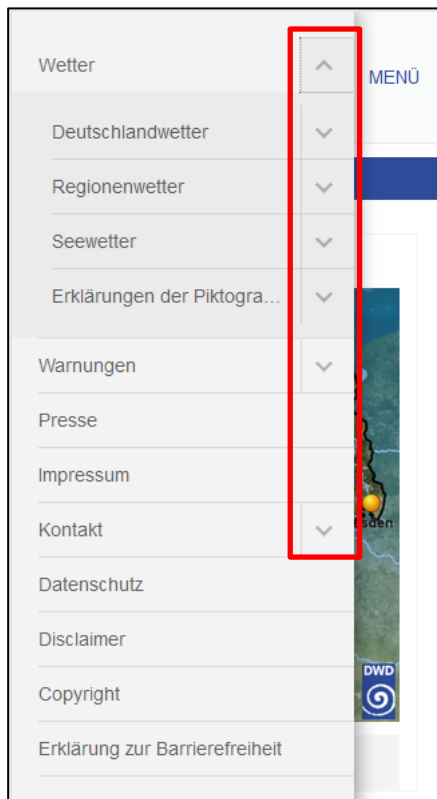 Wetter
MENÜ
Deutschlandwetter
Regionenwetter
Seewetter
Erklärungen der Piktogra...
Warnungen
Presse
Impressum
Kontakt
sden
Datenschutz
Disclaimer
DWD
Copyright
Erklärung zur Barrierefreiheit